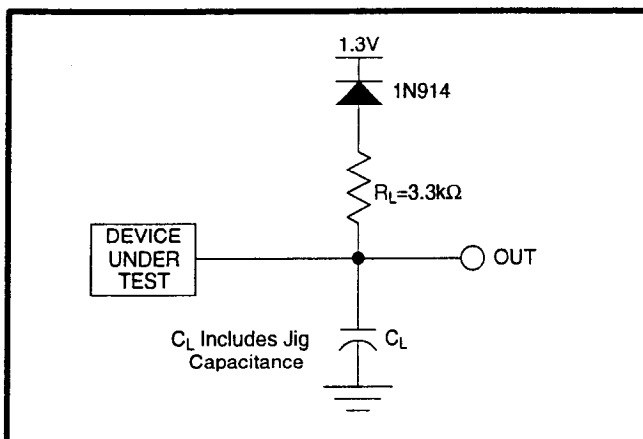 1.3V
1N914
R_L=3.3kΩ
DEVICE
UNDER
TEST
OUT
C_L Includes Jig
Capacitance
C_L